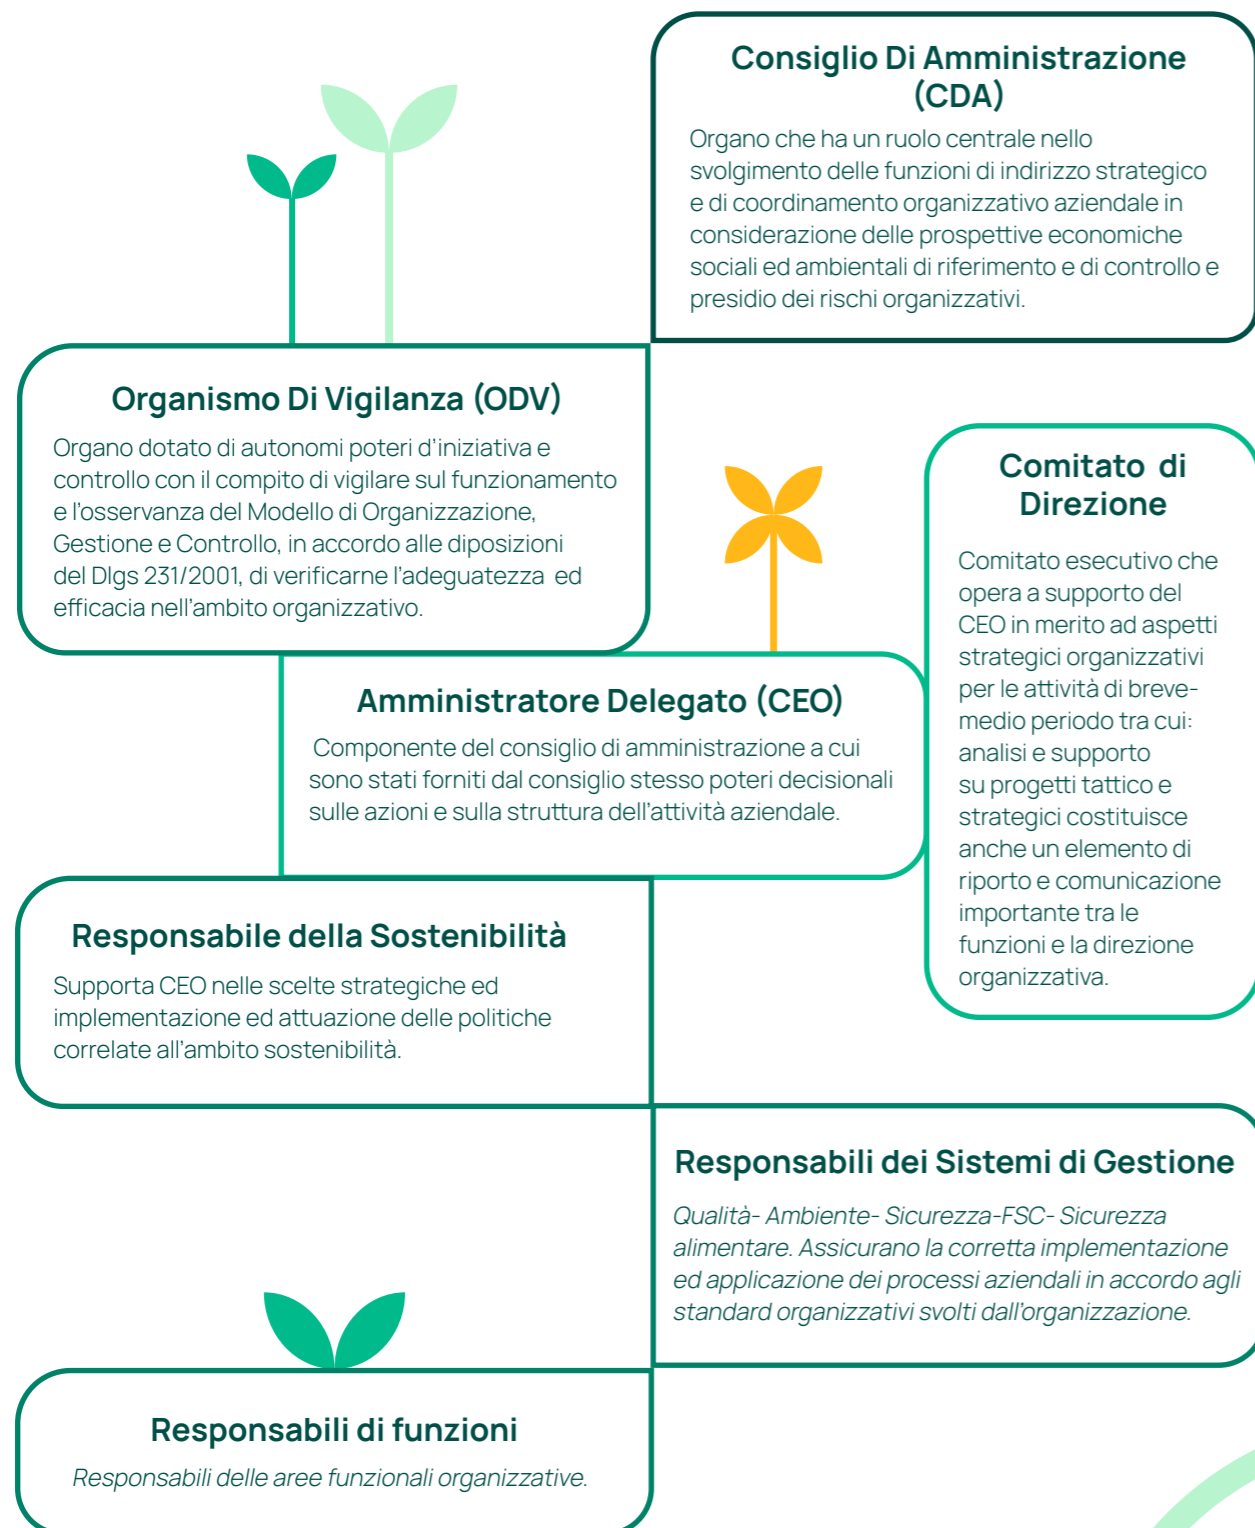 Consiglio Di Amministrazione
(CDA)
Organo che ha un ruolo centrale nello
svolgimento delle funzioni di indirizzo strategico
e di coordinamento organizzativo aziendale in
considerazione delle prospettive economiche
sociali ed ambientali di riferimento e di controllo e
presidio dei rischi organizzativi.
Organismo Di Vigilanza (ODV)
Organo dotato di autonomi poteri d'iniziativa e
controllo con il compito di vigilare sul funzionamento
e l'osservanza del Modello di Organizzazione,
Gestione e Controllo, in accordo alle diposizioni
del Dlgs 231/2001, di verificarne l'adeguatezza ed
efficacia nell'ambito organizzativo.
Comitato di
Direzione
Comitato esecutivo che
opera a supporto del
CEO in merito ad aspetti
strategici organizzativi
per le attività di breve-
medio periodo tra cui:
analisi e supporto
su progetti tattico e
strategici costituisce
anche un elemento di
riporto e comunicazione
importante tra le
funzioni e la direzione
organizzativa.
Amministratore Delegato (CEO)
Componente del consiglio di amministrazione a cui
sono stati forniti dal consiglio stesso poteri decisionali
sulle azioni e sulla struttura dell'attività aziendale.
Responsabile della Sostenibilità
Supporta CEO nelle scelte strategiche ed
implementazione ed attuazione delle politiche
correlate all'ambito sostenibilità.
Responsabili dei Sistemi di Gestione
Qualità- Ambiente- Sicurezza-FSC- Sicurezza
alimentare. Assicurano la corretta implementazione
ed applicazione dei processi aziendali in accordo agli
standard organizzativi svolti dall'organizzazione.
Responsabili di funzioni
Responsabili delle aree funzionali organizzative.